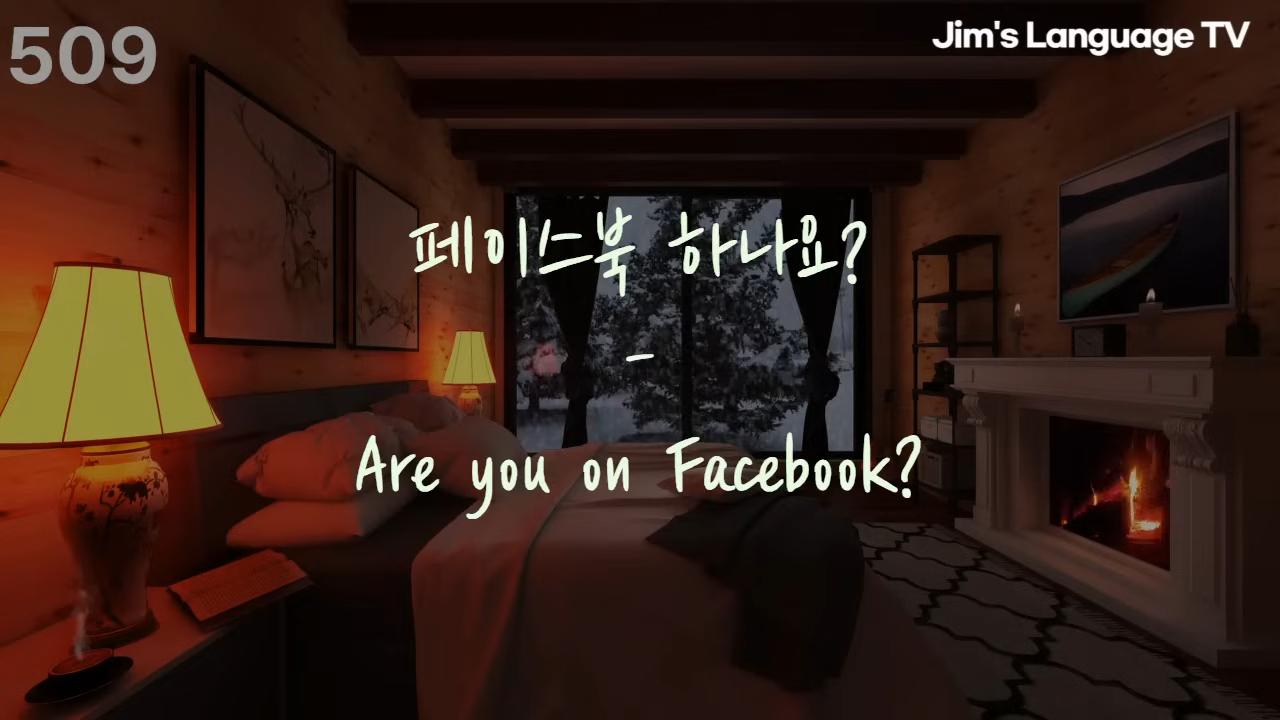 509
Jim's Language TV
페이스북 하나요?
-
Are you on Facebook?